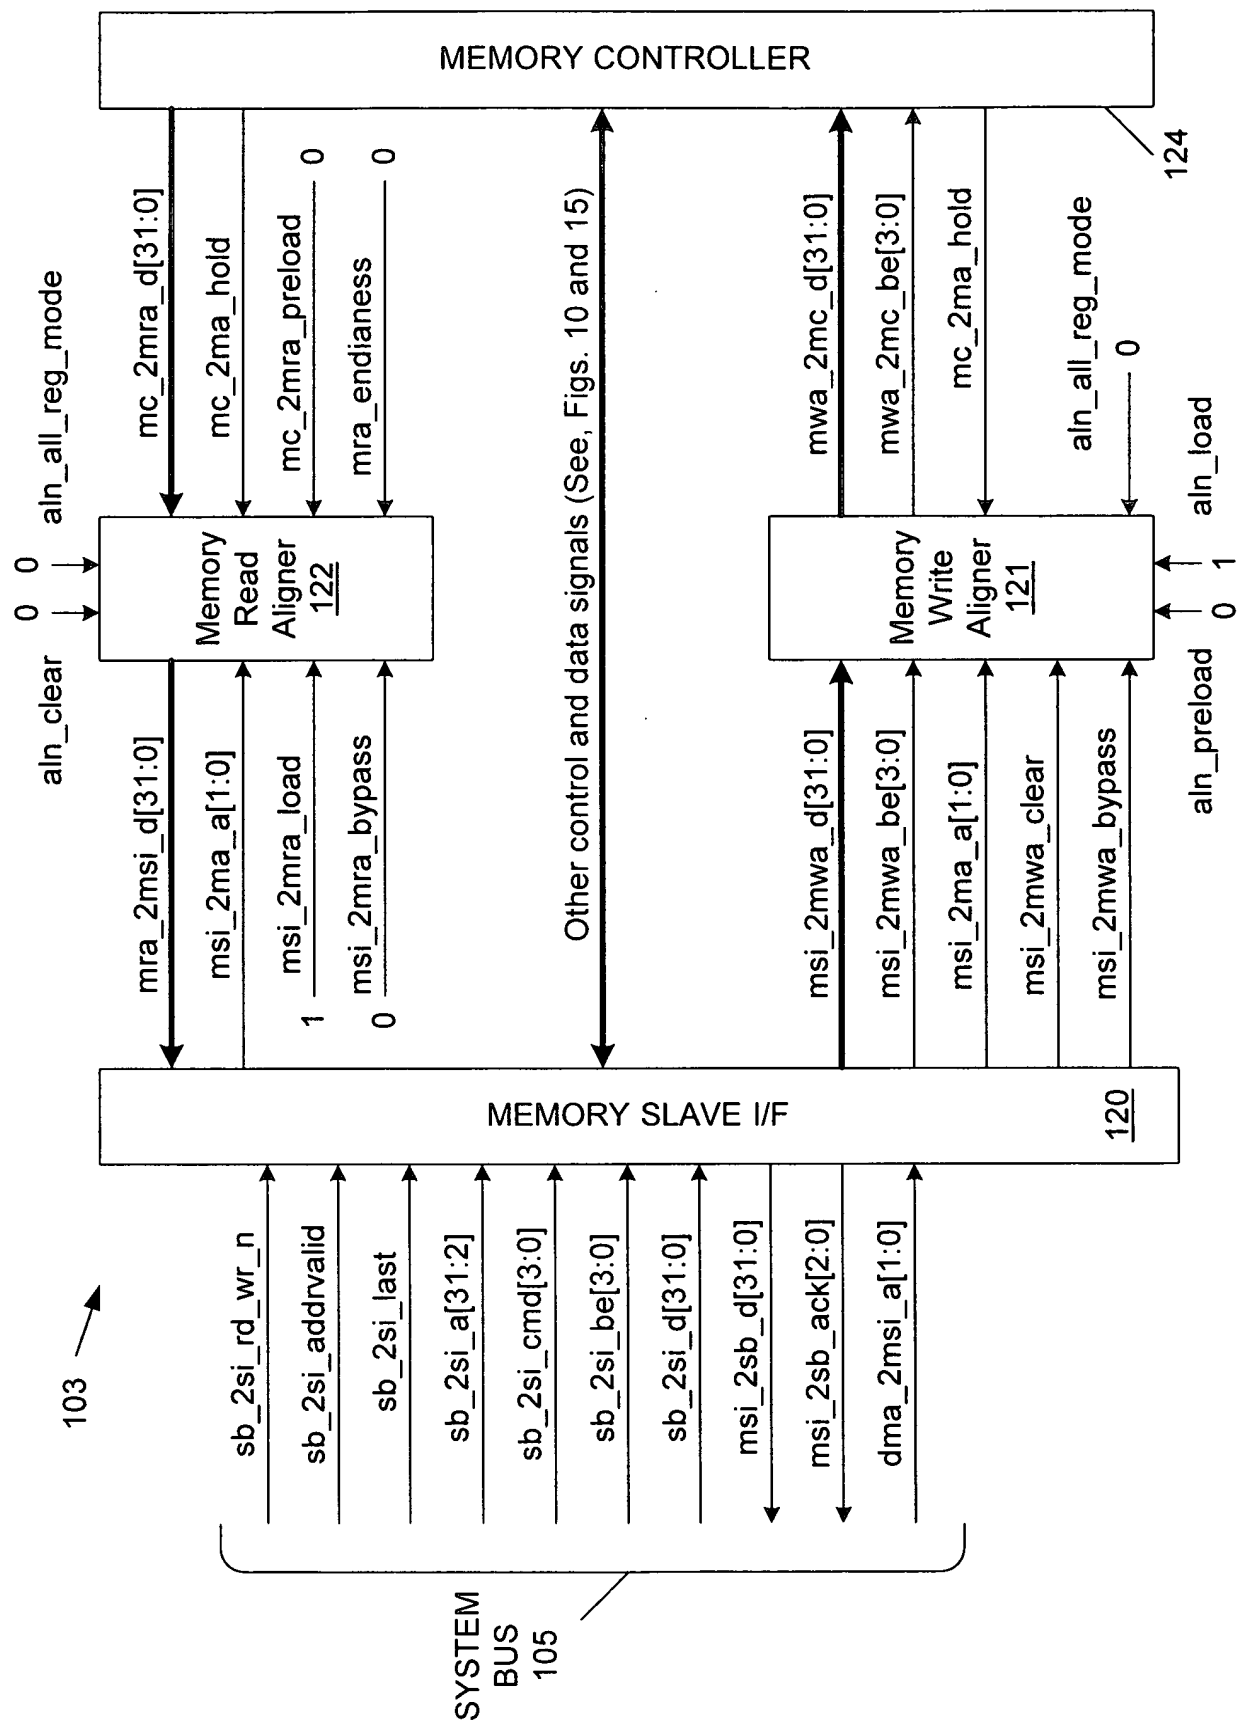 103
SYSTEM
BUS
105
sb_2si_rd_wr_n
sb_2si_addrvalid
sb_2si_last
sb_2si_a[31:2]
sb_2si_cmd[3:0]
sb_2si_be[3:0]
sb_2si_d[31:0]
msi_2sb_d[31:0]
msi_2sb_ack[2:0]
dma_2msi_a[1:0]
MEMORY SLAVE I/F
120
aln_clear
0
0
aln_all_reg_mode
mra_2msi_d[31:0]
msi_2ma_a[1:0]
msi_2mra_load
1
msi_2mra_bypass
0
Memory
Read
Aligner
122
mc_2mra_d[31:0]
mc_2ma_hold
mc_2mra_preload
0
mra_endianess
0
Other control and data signals (See, Figs. 10 and 15)
msi_2mwa_d[31:0]
msi_2mwa_be[3:0]
msi_2ma_a[1:0]
msi_2mwa_clear
msi_2mwa_bypass
Memory
Write
Aligner
121
mwa_2mc_d[31:0]
mwa_2mc_be[3:0]
mc_2ma_hold
aln_all_reg_mode
0
0
1
aln_preload
aln_load
MEMORY CONTROLLER
124